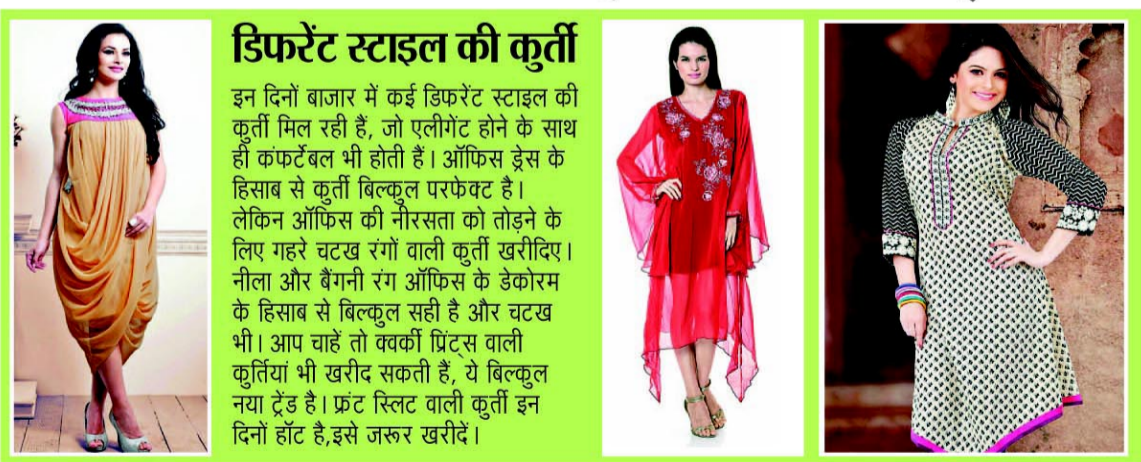 डिफरेंट स्टाइल की कुर्ती
इन दिनों बाजार में कई डिफरेंट स्टाइल की
कुर्ती मिल रही हैं, जो एलीगेंट होने के साथ
ही कंफर्टेबल भी होती हैं। ऑफिस ड्रेस के
हिसाब से कुर्ती बिल्कुल परफेक्ट है।
लेकिन ऑफिस की नीरसता को तोड़ने के
लिए गहरे चटख रंगों वाली कुर्ती खरीदिए।
नीला और बैंगनी रंग ऑफिस के डेकोरम
के हिसाब से बिल्कुल सही है और चटख
भी। आप चाहें तो क्वर्की प्रिंट्स वाली
कुर्तियां भी खरीद सकती हैं, ये बिल्कुल
नया ट्रेंड है। फ्रंट स्लिट वाली कुर्ती इन
दिनों हॉट है,इसे जरूर खरीदें।